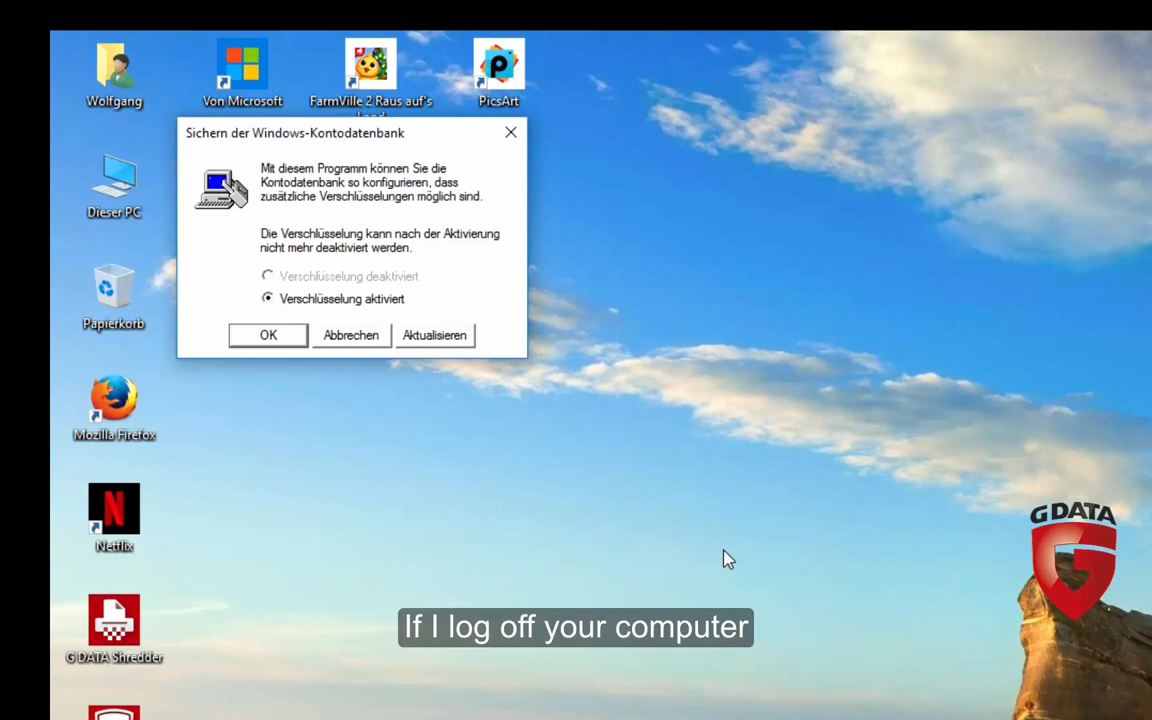 Wolfgang
Von Microsoft
FarmVille 2 Raus auf's
PicsArt
Sichern der Windows-Kontodatenbank
Mit diesem Programm können Sie die
Kontodatenbank so konfigurieren, dass
zusätzliche Verschlüsselungen möglich sind.
Die Verschlüsselung kann nach der Aktivierung
nicht mehr deaktiviert werden.
Verschlüsselung deaktiviert
Verschlüsselung aktiviert
OK
Abbrechen
Aktualisieren
Dieser PC
Papierkorb
Mozilla Firefox
Netflix
G DATA Shredder
G DATA
If I log off your computer